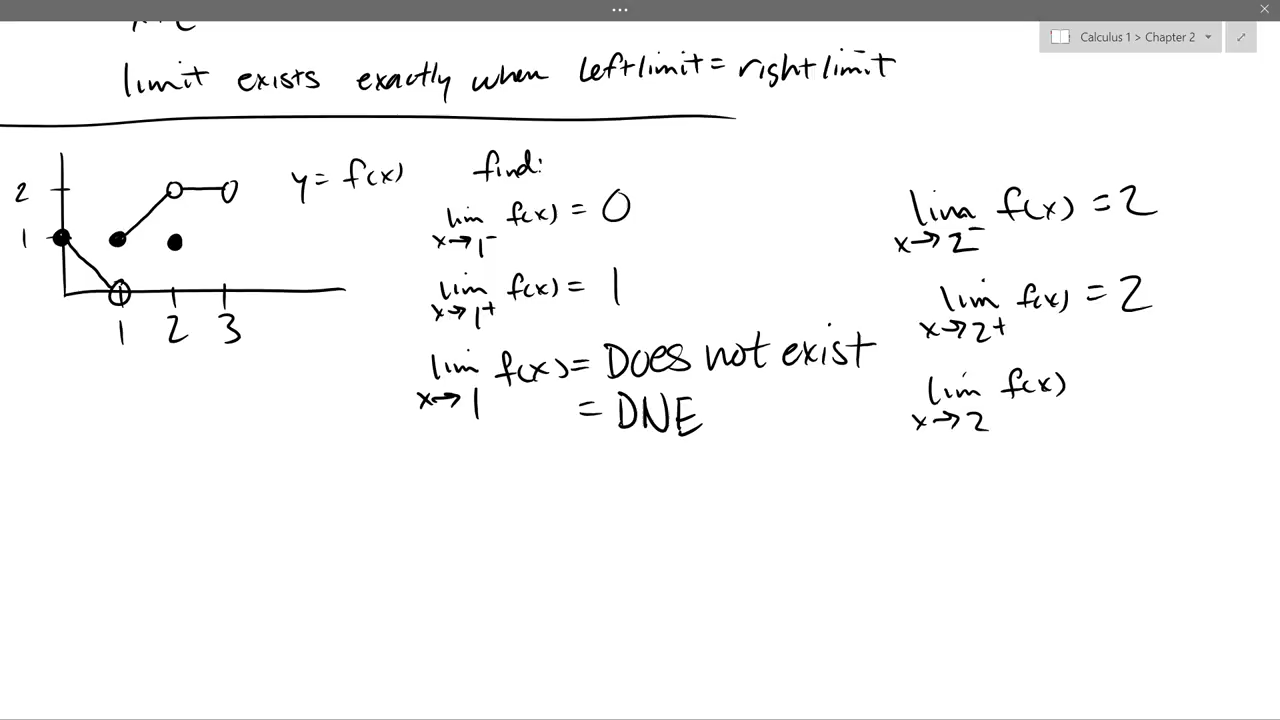 Calculus 1 > Chapter 2
limit exists exactly when left limit = right limit
2
1
1 2 3
y = f(x)
find:
lim f(x) = 0
x→1⁻
lim f(x) = 1
x→1⁺
lim f(x) = Does not exist
x→1 = DNE
lim f(x) = 2
x→2⁻
lim f(x) = 2
x→2⁺
lim f(x)
x→2